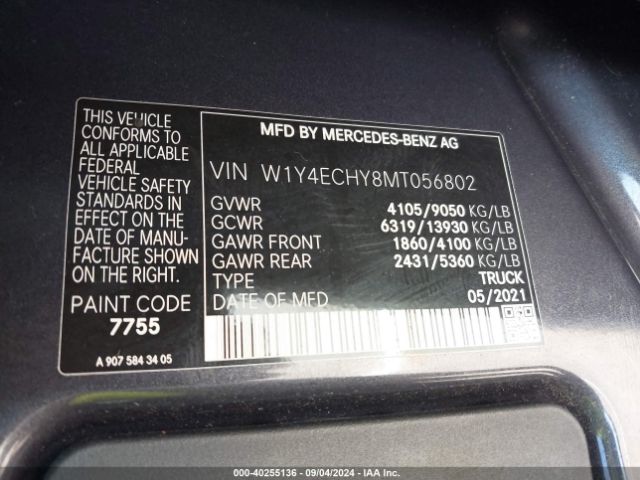 THIS VEHICLE
CONFORMS TO
ALL APPLICABLE
FEDERAL
VEHICLE SAFETY
STANDARDS IN
EFFECT ON THE
DATE OF MANU-
FACTURE SHOWN
ON THE RIGHT.
PAINT CODE
7755
A 907 584 34 05
MFD BY MERCEDES-BENZ AG
VIN W1Y4ECHY8MT056802
GVWR 4105/9050 KG/LB
GCWR 6319/13930 KG/LB
GAWR FRONT 1860/4100 KG/LB
GAWR REAR 2431/5360 KG/LB
TYPE TRUCK
DATE OF MFD 05/2021
000-40255136 - 09/04/2024 - IAA Inc.